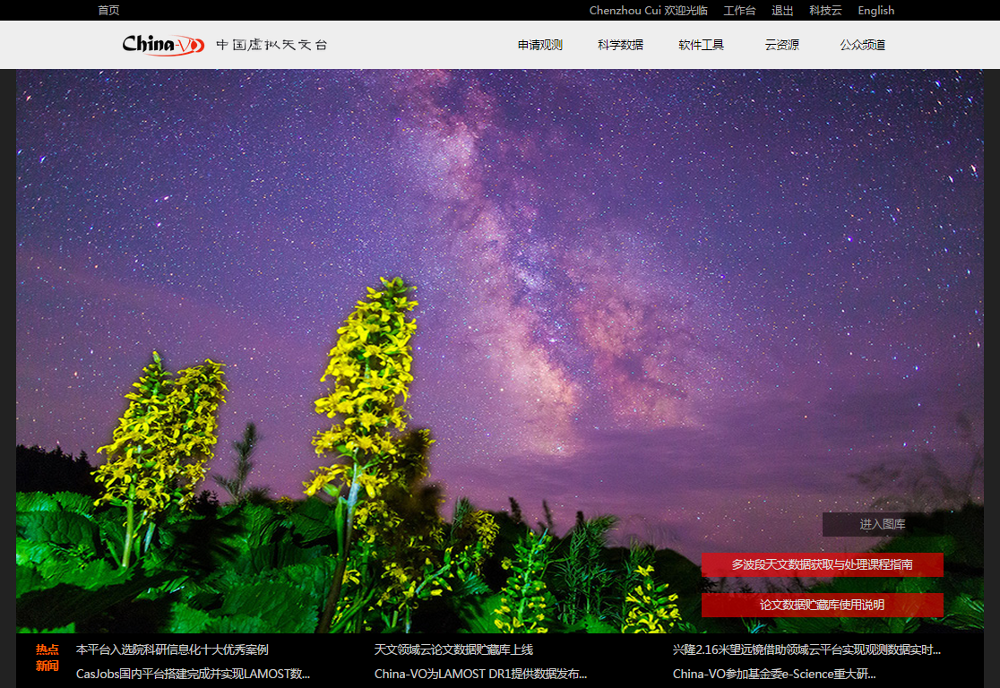 首页
Chenzhou Cui 欢迎光临 工作台 退出 科技云 English
China-VO 中国虚拟天文台
申请观测 科学数据 软件工具 云资源 公众频道
进入图库
多波段天文数据获取与处理课程指南
论文数据贮藏库使用说明
热点
新闻
本平台入选院科研信息化十大优秀案例
天文领域云论文数据贮藏库上线
兴隆2.16米望远镜借助领域云平台实现观测数据实时...
CasJobs国内平台搭建完成并实现LAMOST数...
China-VO为LAMOST DR1提供数据发布...
China-VO参加基金委e-Science重大研...